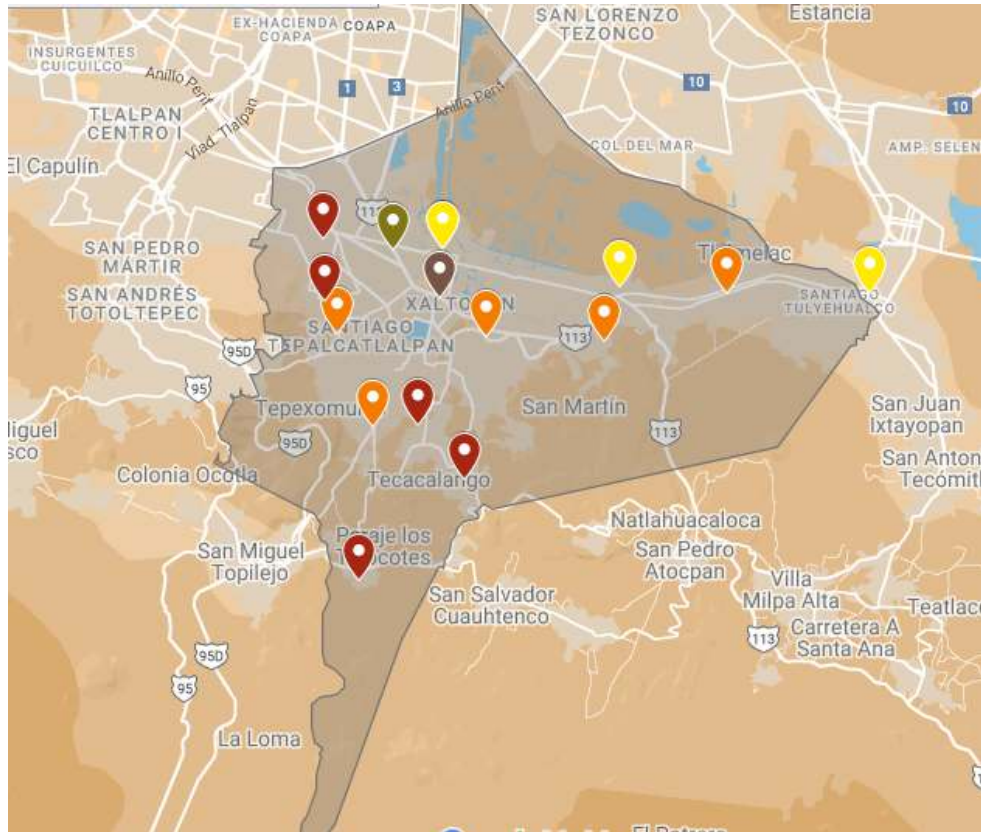 SAN LORENZO
TEZONCO
Estancia
EX-HACIENDA
COAPA
COAPA
INSURGENTES
CUICUILCO
Anillo Perif
1
3
Anillo Perif
10
10
TLALPAN
CENTRO I
Viad. Tlalpan
COL DEL MAR
AMP. SELEN
El Capulín
113
SAN PEDRO
MÁRTIR
SAN ANDRÉS
TOTOLTEPEC
SANTIAGO
TULYEHUALCO
SANTIAGO
TEPALCATLALPAN
113
95D
95
San Martín
San Juan
Ixtayopan
iguel
sco
95D
113
San Anton
Tecómitl
Colonia Ocotla
Tecacalango
Natlahuacaloca
San Miguel
Topilejo
Paraje los
San Pedro
Atocpan
Villa
Milpa Alta
San Salvador
Cuauhtenco
Teatlaco
Carretera A
Santa Ana
113
95D
95
La Loma